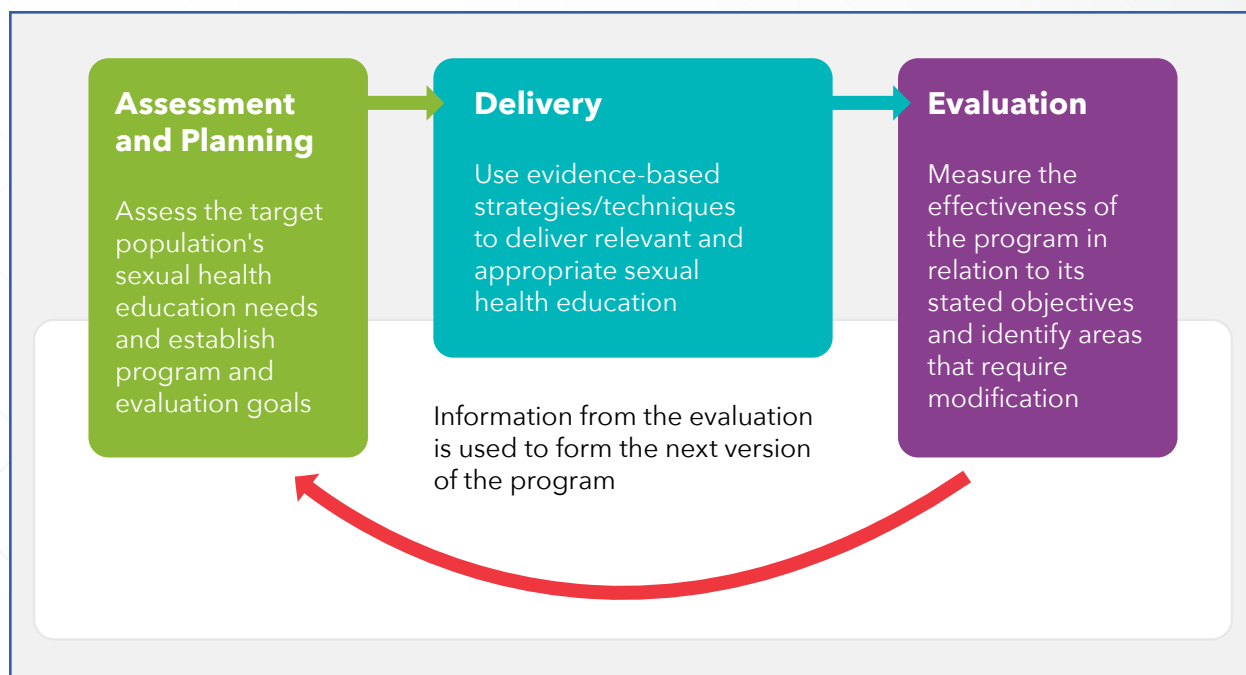 Assessment
and Planning
Assess the target
population's
sexual health
education needs
and establish
program and
evaluation goals
Delivery
Use evidence-based
strategies/techniques
to deliver relevant and
appropriate sexual
health education
Evaluation
Measure the
effectiveness of
the program in
relation to its
stated objectives
and identify areas
that require
modification
Information from the evaluation
is used to form the next version
of the program